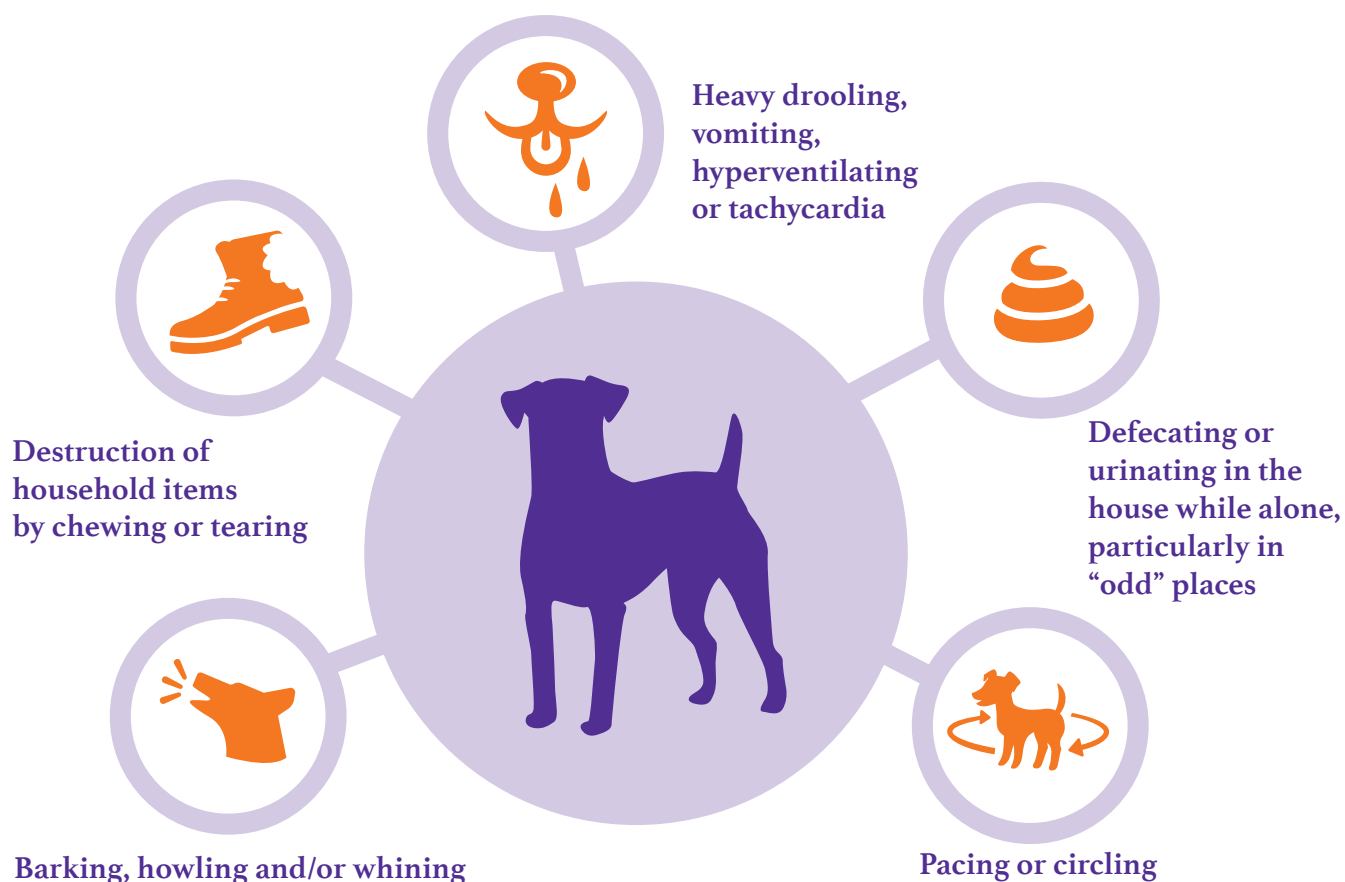 Heavy drooling,
vomiting,
hyperventilating
or tachycardia
Destruction of
household items
by chewing or tearing
Defecating or
urinating in the
house while alone,
particularly in
“odd” places
Barking, howling and/or whining
Pacing or circling